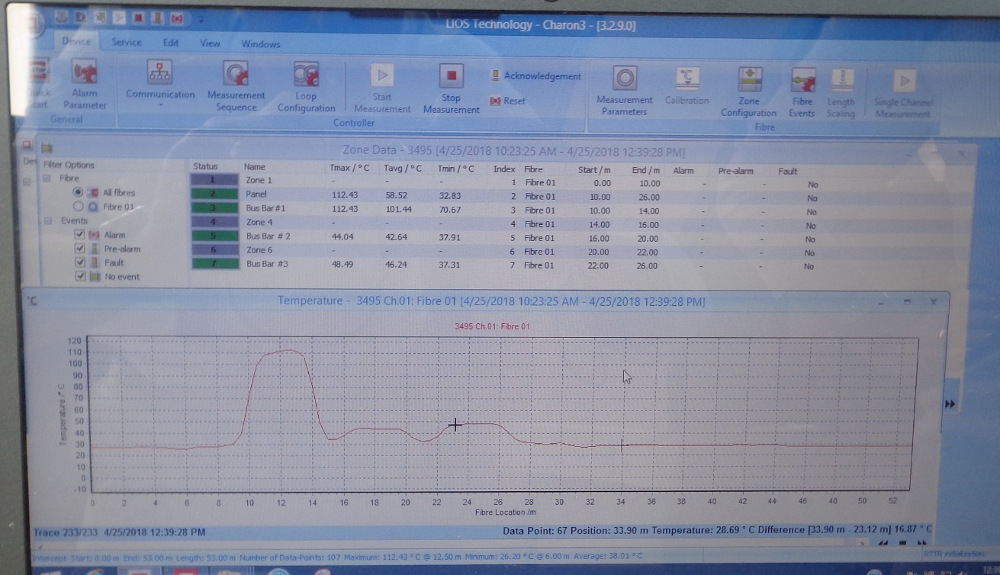 LIOS Technology - Charon3 - [3.2.9.0]
Device Service Edit View Windows
Alarm Parameter
Communication
Measurement Sequence
Loop Configuration
Start Measurement
Stop Measurement
Acknowledgement
Reset
Measurement Parameters
Calibration
Zone Configuration
Fibre Events
Length Scaling
Single Channel Measurement
General Controller Fibre
Zone Data - 3495 [4/25/2018 10:23:25 AM - 4/25/2018 12:39:28 PM]
Filter Options
Fibre
All fibres
Fibre 01
Events
Alarm
Pre-alarm
Fault
No event
Status Name Tmax / °C Tavg / °C Tmin / °C Index Fibre Start / m End / m Alarm Pre-alarm Fault
1 Zone 1 - - - 1 Fibre 01 0.00 10.00 - - No
2 Panel 112.43 58.52 32.83 2 Fibre 01 10.00 26.00 - - No
3 Bus Bar #1 112.43 101.44 70.67 3 Fibre 01 10.00 14.00 - - No
4 Zone 4 - - - 4 Fibre 01 14.00 16.00 - - No
5 Bus Bar # 2 44.04 42.64 37.91 5 Fibre 01 16.00 20.00 - - No
6 Zone 6 - - - 6 Fibre 01 20.00 22.00 - - No
7 Bus Bar #3 48.49 46.24 37.31 7 Fibre 01 22.00 26.00 - - No
°C
Temperature - 3495 Ch.01: Fibre 01 [4/25/2018 10:23:25 AM - 4/25/2018 12:39:28 PM]
3495 Ch.01: Fibre 01
Temperature / °C
120
110
100
90
80
70
60
50
40
30
20
10
0
-10
0 2 4 6 8 10 12 14 16 18 20 22 24 26 28 30 32 34 36 38 40 42 44 46 48 50 52
Fibre Location /m
Trace 233/233 4/25/2018 12:39:28 PM
Data Point: 67 Position: 33.90 m Temperature: 28.69 ° C Difference [33.90 m - 23.12 m] 16.87 ° C
Intercept Start: 0.00 m End: 53.00 m Length: 53.00 m Number of Data-Points: 107 Maximum: 112.43 °C @ 12.50 m Minimum: 26.20 °C @ 6.00 m Average: 38.01 °C
RTTR initialization